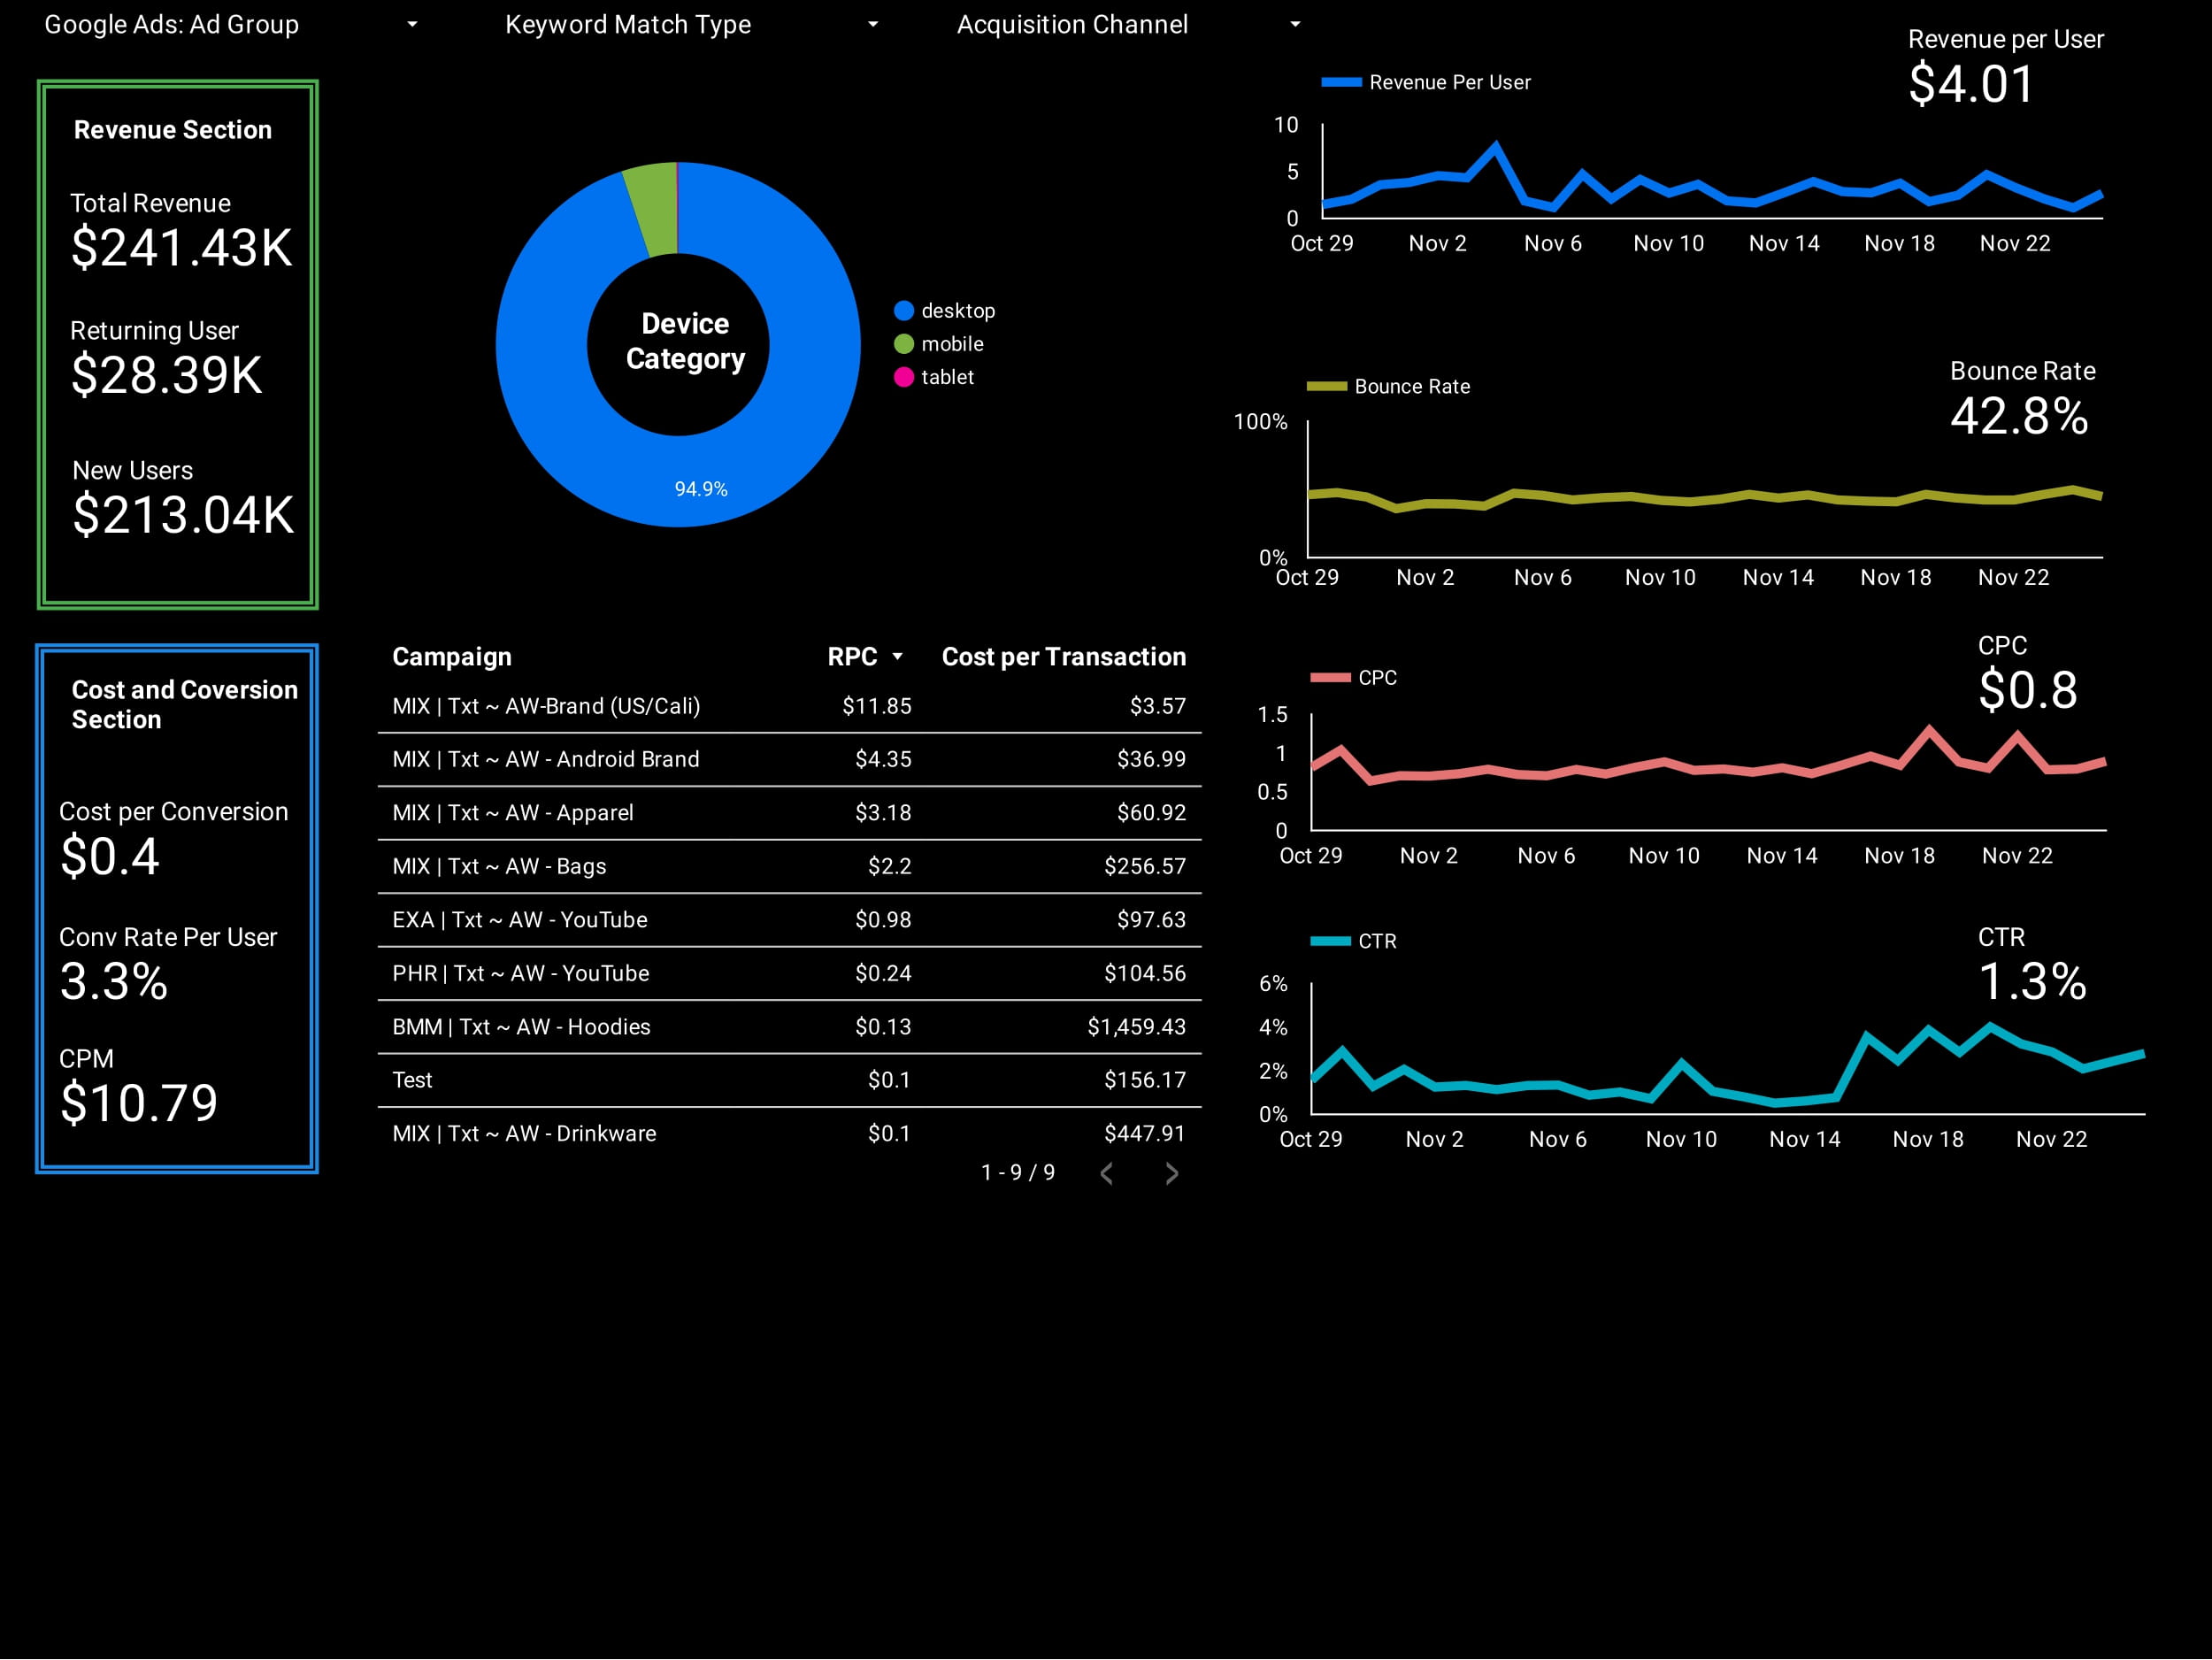 Google Ads: Ad Group
Keyword Match Type
Acquisition Channel
Revenue Section
Total Revenue
$241.43K
Returning User
$28.39K
New Users
$213.04K
Device
Category
94.9%
desktop
mobile
tablet
Revenue per User
$4.01
Revenue Per User
10
5
0
Oct 29 Nov 2 Nov 6 Nov 10 Nov 14 Nov 18 Nov 22
Bounce Rate
42.8%
Bounce Rate
100%
0%
Oct 29 Nov 2 Nov 6 Nov 10 Nov 14 Nov 18 Nov 22
Cost and Coversion
Section
Cost per Conversion
$0.4
Conv Rate Per User
3.3%
CPM
$10.79
Campaign RPC Cost per Transaction
MIX | Txt ~ AW-Brand (US/Cali) $11.85 $3.57
MIX | Txt ~ AW - Android Brand $4.35 $36.99
MIX | Txt ~ AW - Apparel $3.18 $60.92
MIX | Txt ~ AW - Bags $2.2 $256.57
EXA | Txt ~ AW - YouTube $0.98 $97.63
PHR | Txt ~ AW - YouTube $0.24 $104.56
BMM | Txt ~ AW - Hoodies $0.13 $1,459.43
Test $0.1 $156.17
MIX | Txt ~ AW - Drinkware $0.1 $447.91
1 - 9 / 9
CPC
$0.8
CPC
1.5
1
0.5
0
Oct 29 Nov 2 Nov 6 Nov 10 Nov 14 Nov 18 Nov 22
CTR
1.3%
CTR
6%
4%
2%
0%
Oct 29 Nov 2 Nov 6 Nov 10 Nov 14 Nov 18 Nov 22